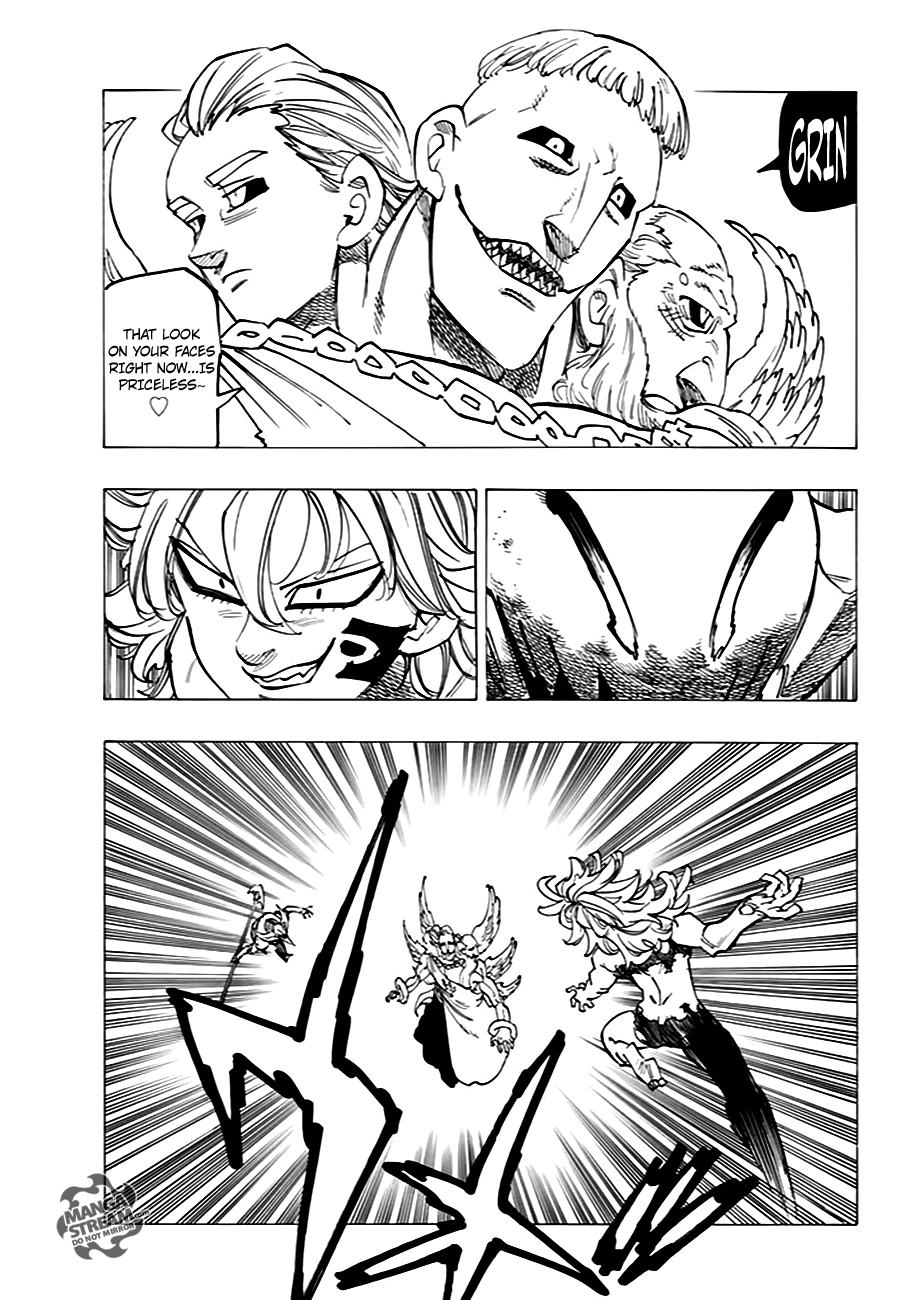 GRIN
THAT LOOK
ON YOUR FACES
RIGHT NOW...IS
PRICELESS~
♡
MANGA
STREAM
DO NOT MIRROR